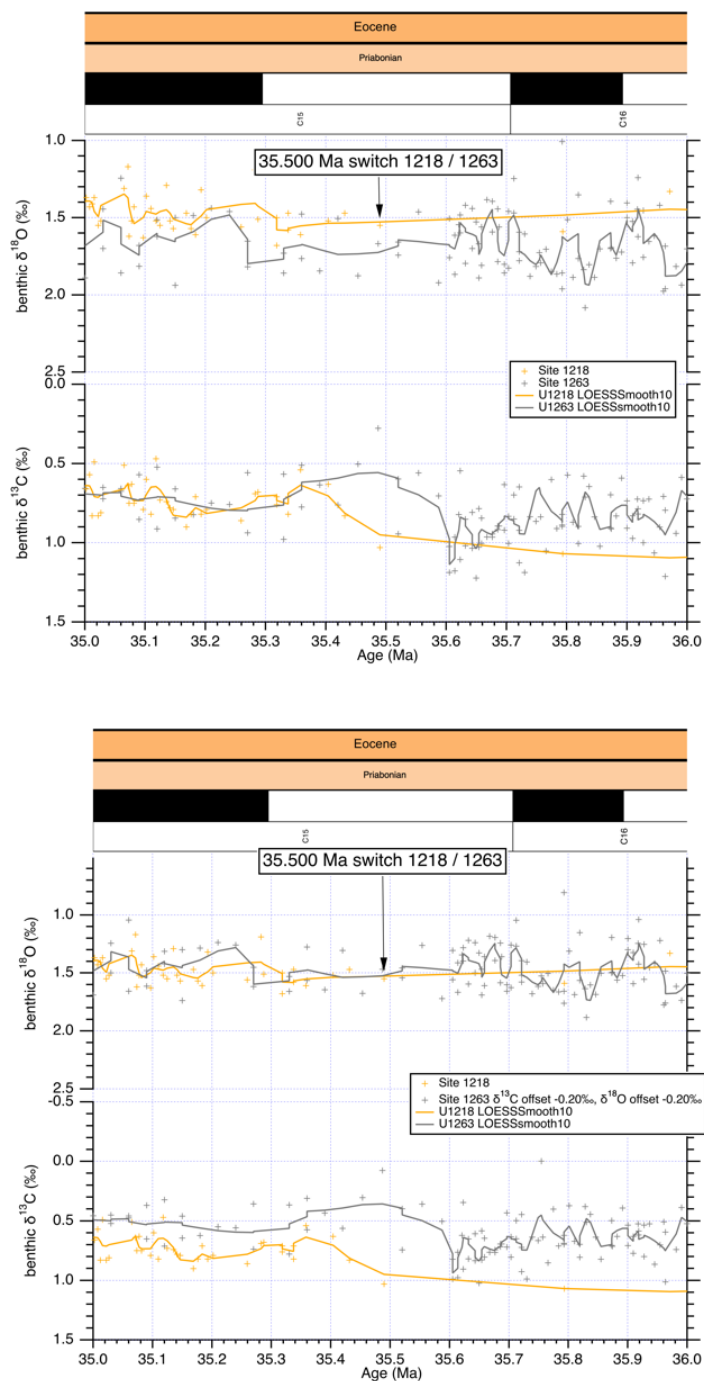 Eocene
Priabonian
C15
C16
35.500 Ma switch 1218 / 1263
1.0
1.5
2.0
2.5
benthic δ18O (‰)
Site 1218
Site 1263
U1218 LOESSSmooth10
U1263 LOESSsmooth10
0.0
0.5
1.0
1.5
benthic δ13C (‰)
35.0 35.1 35.2 35.3 35.4 35.5 35.6 35.7 35.8 35.9 36.0
Age (Ma)
Eocene
Priabonian
C15
C16
35.500 Ma switch 1218 / 1263
1.0
1.5
2.0
2.5
benthic δ18O (‰)
Site 1218
Site 1263 δ13C offset -0.20‰, δ18O offset -0.20‰
U1218 LOESSSmooth10
U1263 LOESSsmooth10
-0.5
0.0
0.5
1.0
1.5
benthic δ13C (‰)
35.0 35.1 35.2 35.3 35.4 35.5 35.6 35.7 35.8 35.9 36.0
Age (Ma)